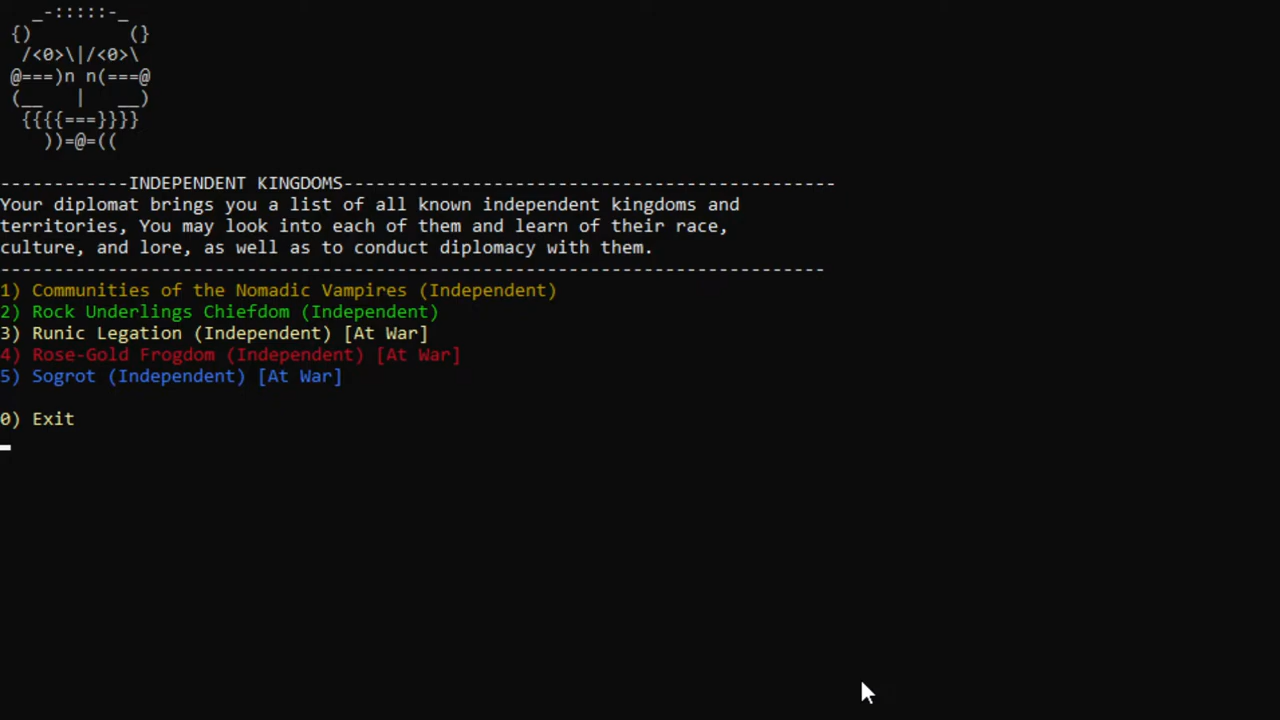 _-:::::-_
{)         (}
/<0>\|/<0>\
@===)n n(===@
(__   |   __)
{{{{===}}}}
))=@=((
------------INDEPENDENT KINGDOMS----------------------------------------------
Your diplomat brings you a list of all known independent kingdoms and
territories, You may look into each of them and learn of their race,
culture, and lore, as well as to conduct diplomacy with them.
-----------------------------------------------------------------------------
1) Communities of the Nomadic Vampires (Independent)
2) Rock Underlings Chiefdom (Independent)
3) Runic Legation (Independent) [At War]
4) Rose-Gold Frogdom (Independent) [At War]
5) Sogrot (Independent) [At War]
0) Exit